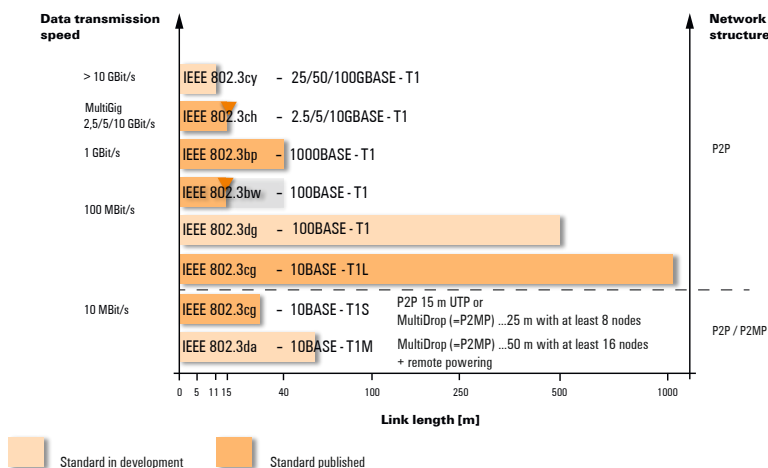 Data transmission
speed
Network
structure
> 10 GBit/s
IEEE 802.3cy - 25/50/100GBASE - T1
MultiGig
2,5/5/10 GBit/s
IEEE 802.3ch - 2.5/5/10GBASE - T1
1 GBit/s
IEEE 802.3bp - 1000BASE - T1
P2P
IEEE 802.3bw - 100BASE - T1
100 MBit/s
IEEE 802.3dg - 100BASE - T1
IEEE 802.3cg - 10BASE - T1L
10 MBit/s
IEEE 802.3cg - 10BASE - T1S
P2P 15 m UTP or
MultiDrop (=P2MP) ...25 m with at least 8 nodes
P2P / P2MP
IEEE 802.3da - 10BASE - T1M
MultiDrop (=P2MP) ...50 m with at least 16 nodes
+ remote powering
0 5 11 15 40 100 250 500 1000
Link length [m]
Standard in development
Standard published